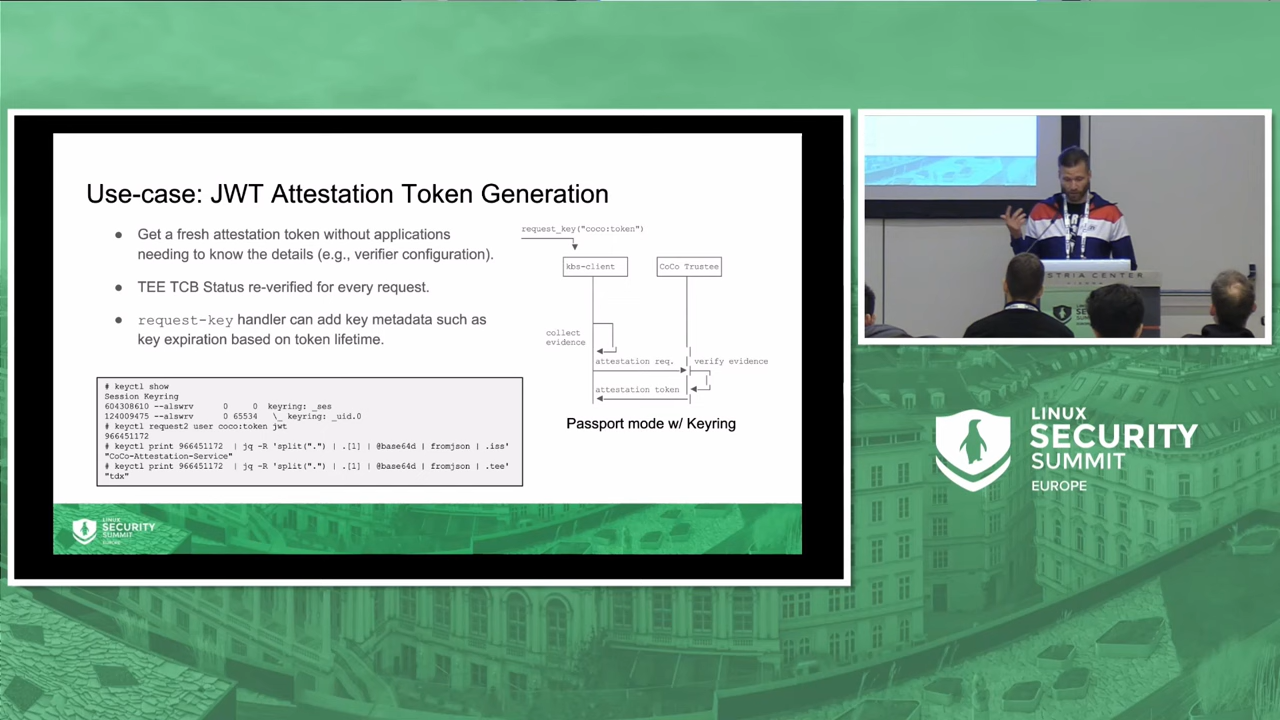 Use-case: JWT Attestation Token Generation
● Get a fresh attestation token without applications
needing to know the details (e.g., verifier configuration).
● TEE TCB Status re-verified for every request.
● request-key handler can add key metadata such as
key expiration based on token lifetime.
# keyctl show
Session Keyring
604308610 --alswrv 0 0 keyring: _ses
124009475 --alswrv 0 65534 \_ keyring: _uid.0
# keyctl request2 user coco:token jwt
966451172
# keyctl print 966451172 | jq -R 'split(".") | .[1] | @base64d | fromjson | .iss'
"CoCo-Attestation-Service"
# keyctl print 966451172 | jq -R 'split(".") | .[1] | @base64d | fromjson | .tee'
"tdx"
request_key("coco:token")
kbs-client
CoCo Trustee
collect
evidence
attestation req.
verify evidence
attestation token
Passport mode w/ Keyring
LINUX
SECURITY
SUMMIT
EUROPE
STRIA CENTER
LINUX
SECURITY
SUMMIT
EUROPE